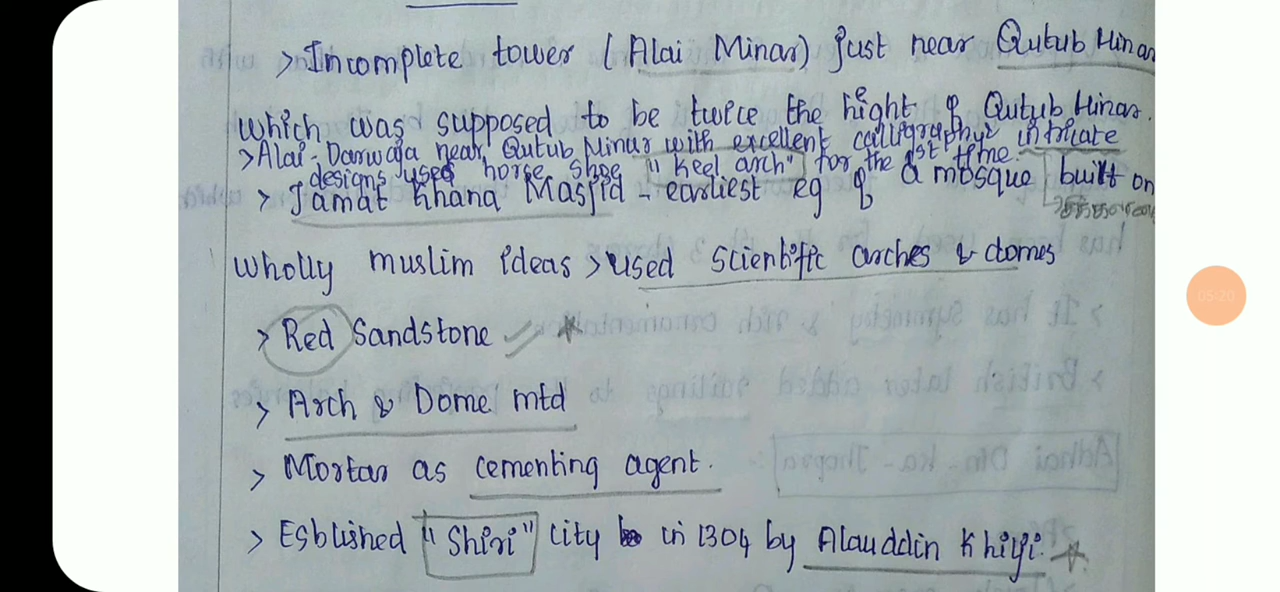 > Incomplete tower (Alai Minar) just near Qutub Minar
which was supposed to be twice the hight of Qutub Minar.
> Alai-Darwaja near Qutub Minar with excellent calligraphy & intricate
designs used horse shoe "keel arch" for the 1st time.
> Jamat Khana Masjid - earliest eg of a mosque built on
wholly muslim ideas > used scientific arches & domes
> Red Sandstone
> Arch & Dome mtd
> Mortar as cementing agent.
> Esblished "Shiri" city in 1304 by Alauddin Khilji.
05:20